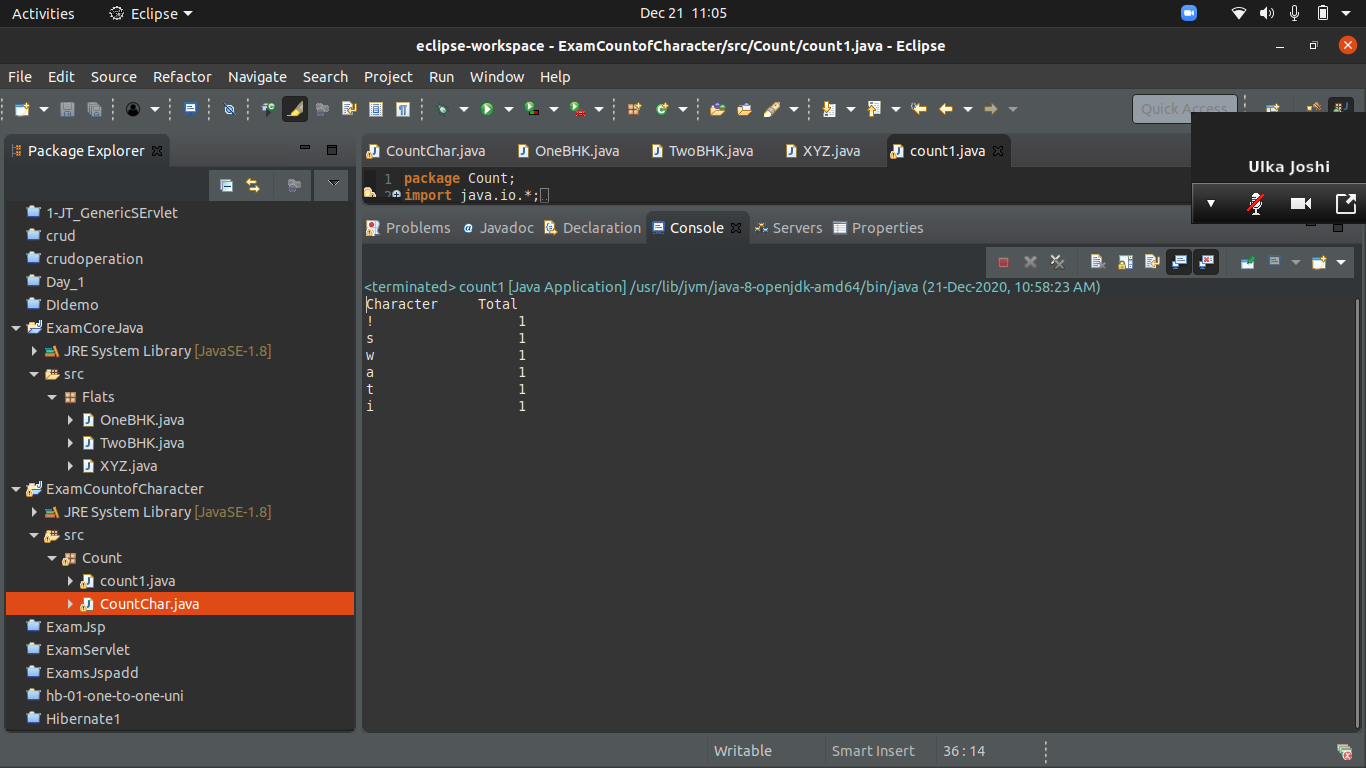 Activities Eclipse Dec 21 11:05
eclipse-workspace - ExamCountofCharacter/src/Count/count1.java - Eclipse
File Edit Source Refactor Navigate Search Project Run Window Help
Quick Access
Ulka Joshi
Package Explorer
1-JT_GenericSErvlet
crud
crudoperation
Day_1
DIdemo
ExamCoreJava
JRE System Library [JavaSE-1.8]
src
Flats
OneBHK.java
TwoBHK.java
XYZ.java
ExamCountofCharacter
JRE System Library [JavaSE-1.8]
src
Count
count1.java
CountChar.java
ExamJsp
ExamServlet
ExamsJspadd
hb-01-one-to-one-uni
Hibernate1
CountChar.java OneBHK.java TwoBHK.java XYZ.java count1.java
1 package Count;
2 import java.io.*;
Problems Javadoc Declaration Console Servers Properties
<terminated> count1 [Java Application] /usr/lib/jvm/java-8-openjdk-amd64/bin/java (21-Dec-2020, 10:58:23 AM)
Character Total
! 1
s 1
w 1
a 1
t 1
i 1
Writable Smart Insert 36 : 14